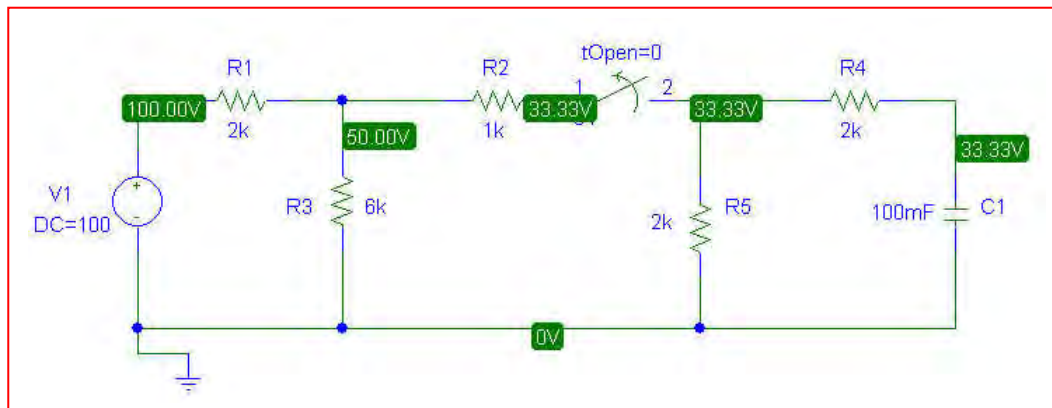 tOpen=0
R1
R2
R4
100.00V
1
33.33V
2
33.33V
2k
1k
2k
50.00V
33.33V
V1
DC=100
R3
6k
2k
R5
100mF
C1
0V